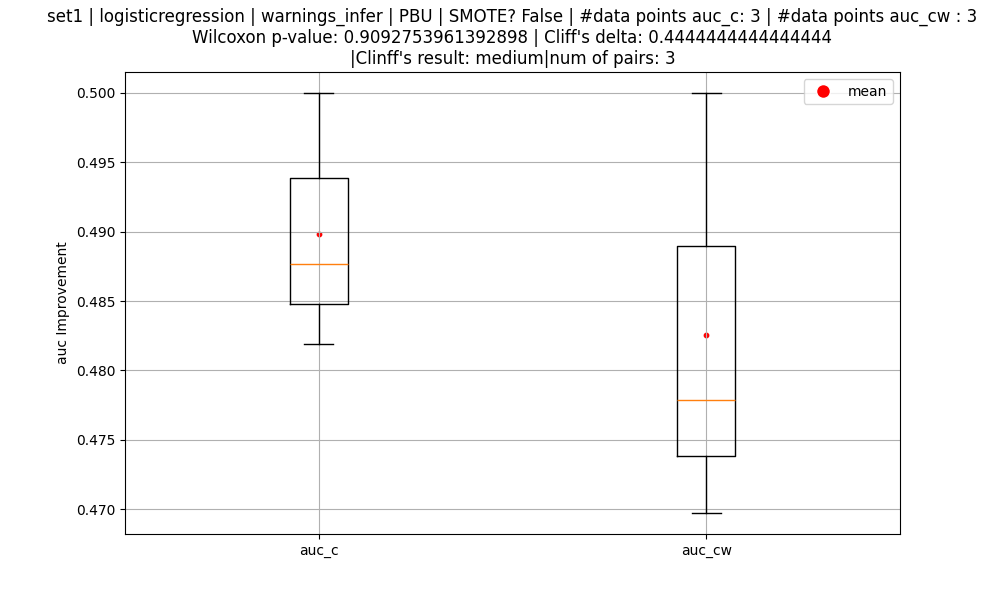 set1 | logisticregression | warnings_infer | PBU | SMOTE? False | #data points auc_c: 3 | #data points auc_cw : 3
Wilcoxon p-value: 0.9092753961392898 | Cliff's delta: 0.4444444444444444
|Clinff's result: medium|num of pairs: 3
mean
0.500
0.495
0.490
0.485
0.480
0.475
0.470
auc Improvement
auc_c
auc_cw